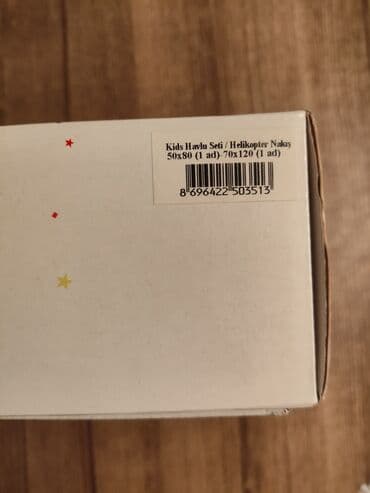 Kids Havlu Seti / Helikopter Nakış
50x80 (1 ad)-70x120 (1 ad)
8 696422 503513